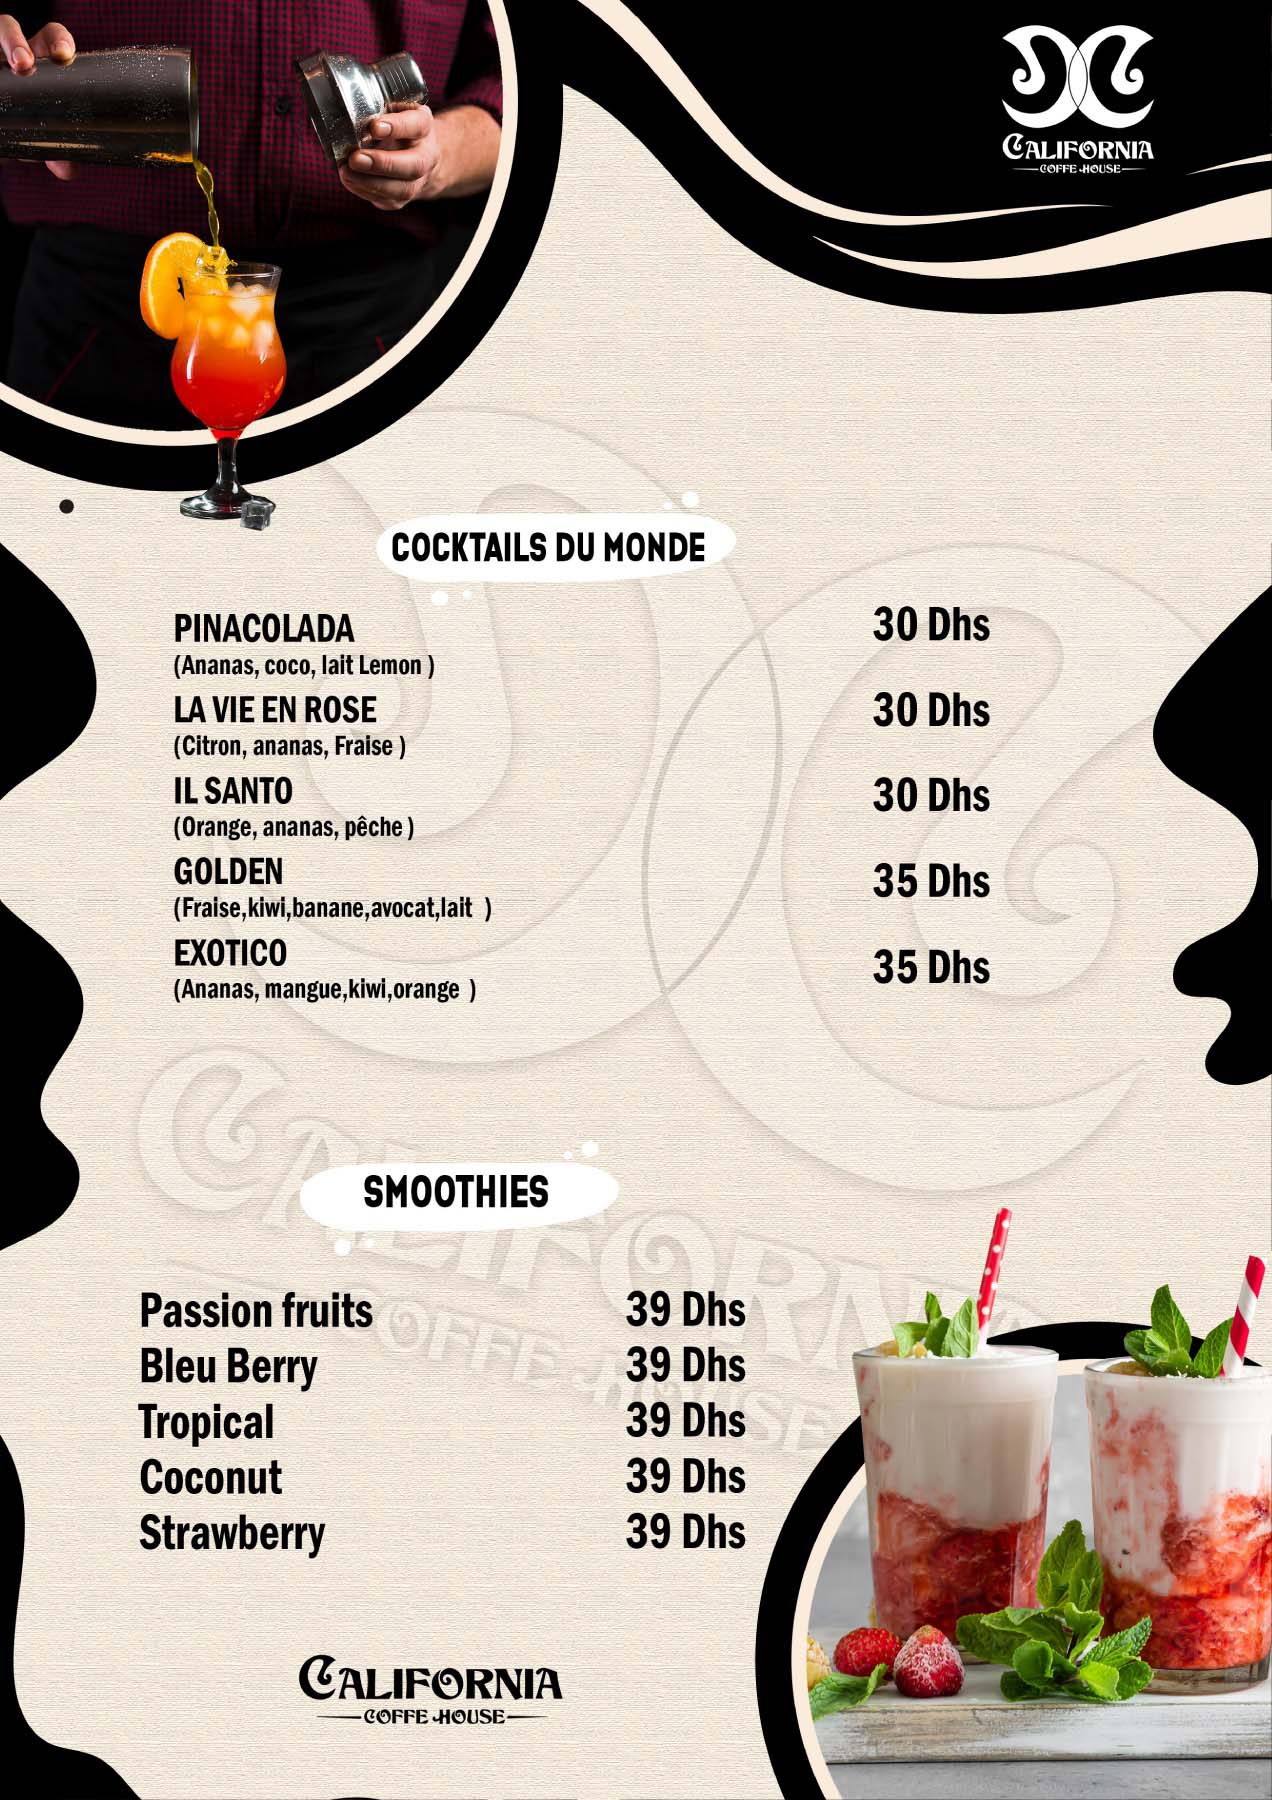 CALIFORNIA
COFFE HOUSE
COCKTAILS DU MONDE
PINACOLADA 30 Dhs
(Ananas, coco, lait Lemon )
LA VIE EN ROSE 30 Dhs
(Citron, ananas, Fraise )
IL SANTO 30 Dhs
(Orange, ananas, pêche )
GOLDEN 35 Dhs
(Fraise,kiwi,banane,avocat,lait )
EXOTICO 35 Dhs
(Ananas, mangue,kiwi,orange )
CALIFORNIA
COFFE HOUSE
SMOOTHIES
Passion fruits 39 Dhs
Bleu Berry 39 Dhs
Tropical 39 Dhs
Coconut 39 Dhs
Strawberry 39 Dhs
CALIFORNIA
COFFE HOUSE